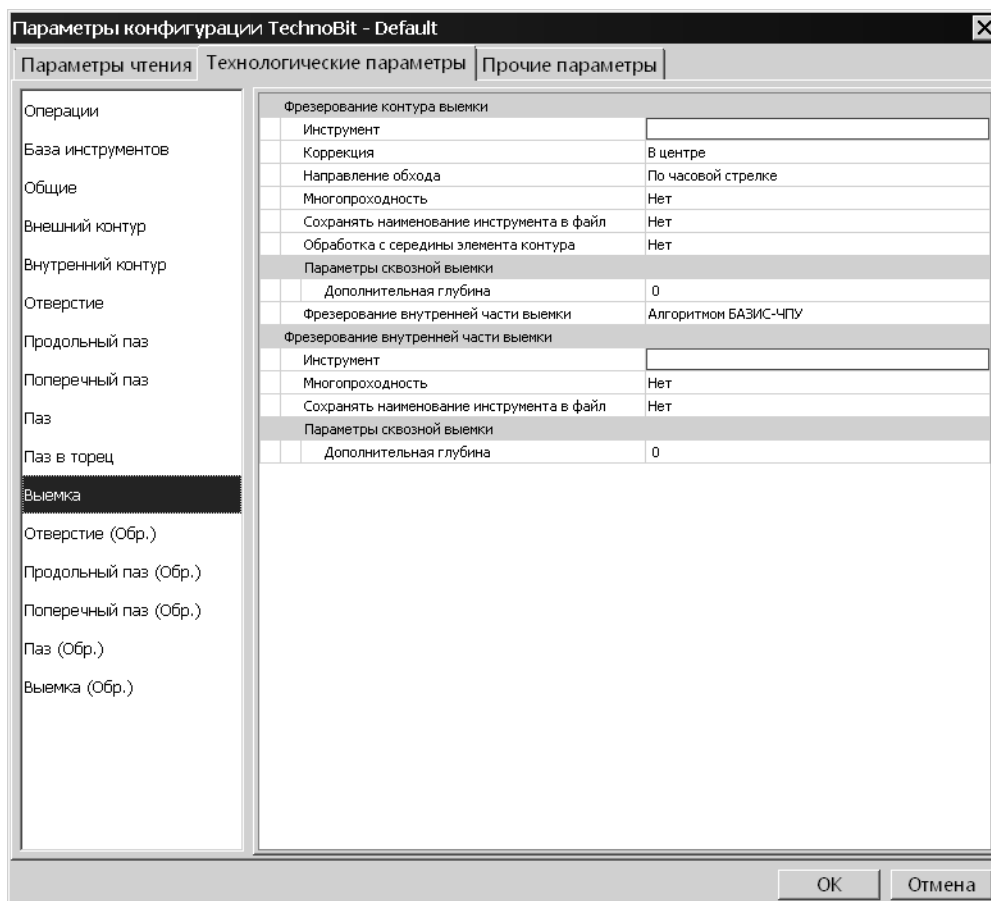 Параметры конфигурации TechnoBit - Default
Параметры чтения Технологические параметры Прочие параметры
Операции
База инструментов
Общие
Внешний контур
Внутренний контур
Отверстие
Продольный паз
Поперечный паз
Паз
Паз в торец
Выемка
Отверстие (Обр.)
Продольный паз (Обр.)
Поперечный паз (Обр.)
Паз (Обр.)
Выемка (Обр.)
Фрезерование контура выемки
Инструмент
Коррекция В центре
Направление обхода По часовой стрелке
Многопроходность Нет
Сохранять наименование инструмента в файл Нет
Обработка с середины элемента контура Нет
Параметры сквозной выемки
Дополнительная глубина 0
Фрезерование внутренней части выемки Алгоритмом БАЗИС-ЧПУ
Фрезерование внутренней части выемки
Инструмент
Многопроходность Нет
Сохранять наименование инструмента в файл Нет
Параметры сквозной выемки
Дополнительная глубина 0
OK Отмена